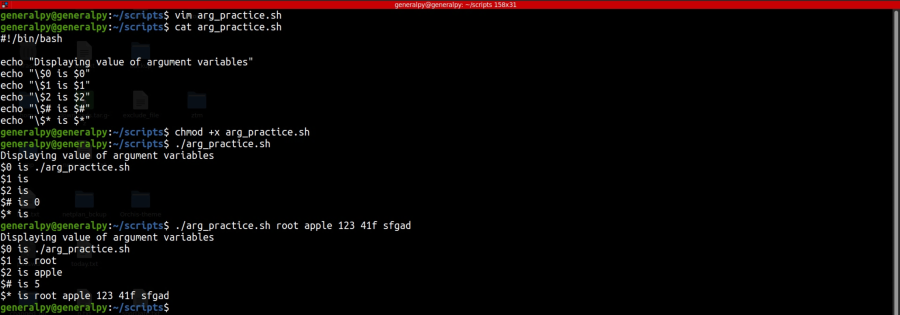 generalpy@generalpy: ~/scripts 158x31
generalpy@generalpy:~/scripts$ vim arg_practice.sh
generalpy@generalpy:~/scripts$ cat arg_practice.sh
#!/bin/bash

echo "Displaying value of argument variables"
echo "\$0 is $0"
echo "\$1 is $1"
echo "\$2 is $2"
echo "\$# is $#"
echo "\$* is $*"
generalpy@generalpy:~/scripts$ chmod +x arg_practice.sh
generalpy@generalpy:~/scripts$ ./arg_practice.sh
Displaying value of argument variables
$0 is ./arg_practice.sh
$1 is
$2 is
$# is 0
$* is
generalpy@generalpy:~/scripts$ ./arg_practice.sh root apple 123 41f sfgad
Displaying value of argument variables
$0 is ./arg_practice.sh
$1 is root
$2 is apple
$# is 5
$* is root apple 123 41f sfgad
generalpy@generalpy:~/scripts$